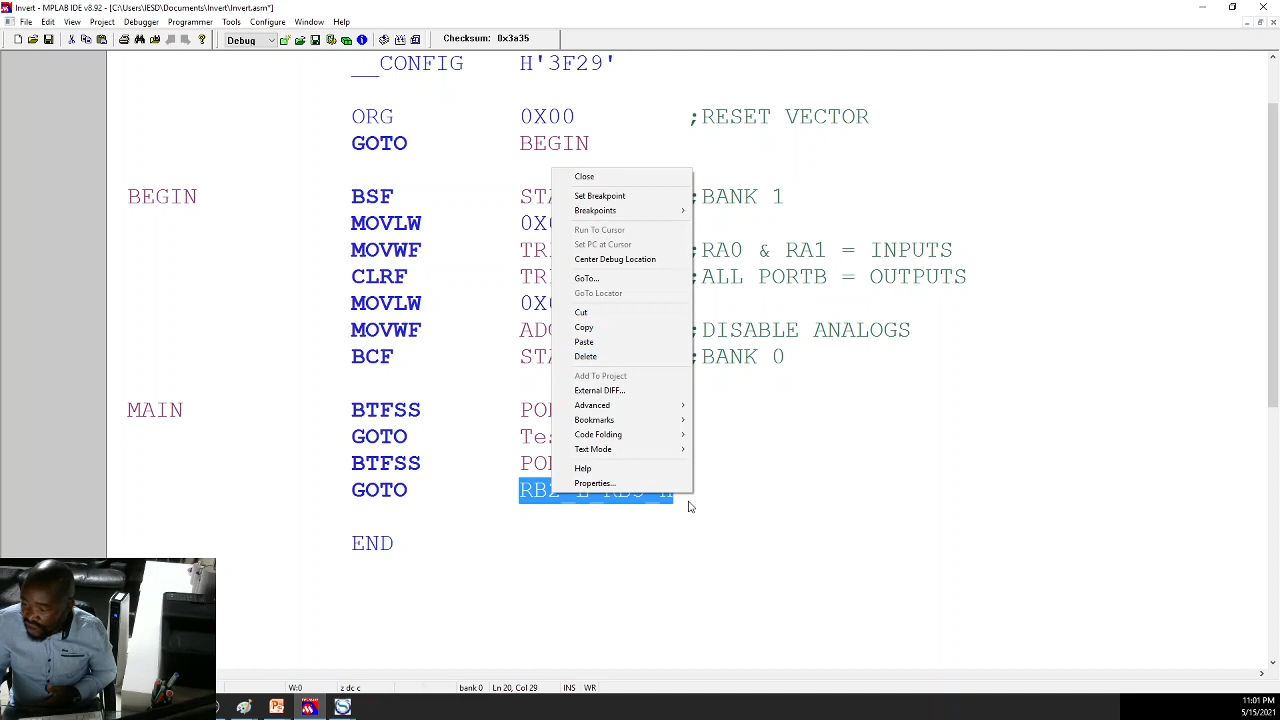 Invert - MPLAB IDE v8.92 - [C:\Users\IESD\Documents\Invert\Invert.asm*]
File Edit View Project Debugger Programmer Tools Configure Window Help
Debug Checksum: 0x3a35
__CONFIG H'3F29'
ORG 0X00 ;RESET VECTOR
GOTO BEGIN
BEGIN BSF ;BANK 1
MOVLW
MOVWF ;RA0 & RA1 = INPUTS
CLRF ;ALL PORTB = OUTPUTS
MOVLW
MOVWF ;DISABLE ANALOGS
BCF ;BANK 0
MAIN BTFSS
GOTO
BTFSS
GOTO
END
Close
Set Breakpoint
Breakpoints
Run To Cursor
Set PC at Cursor
Center Debug Location
GoTo...
GoTo Locator
Cut
Copy
Paste
Delete
Add To Project
External DIFF...
Advanced
Bookmarks
Code Folding
Text Mode
Help
Properties...
W:0 z dc c bank 0 Ln 20, Col 29 INS WR
11:01 PM
5/15/2021